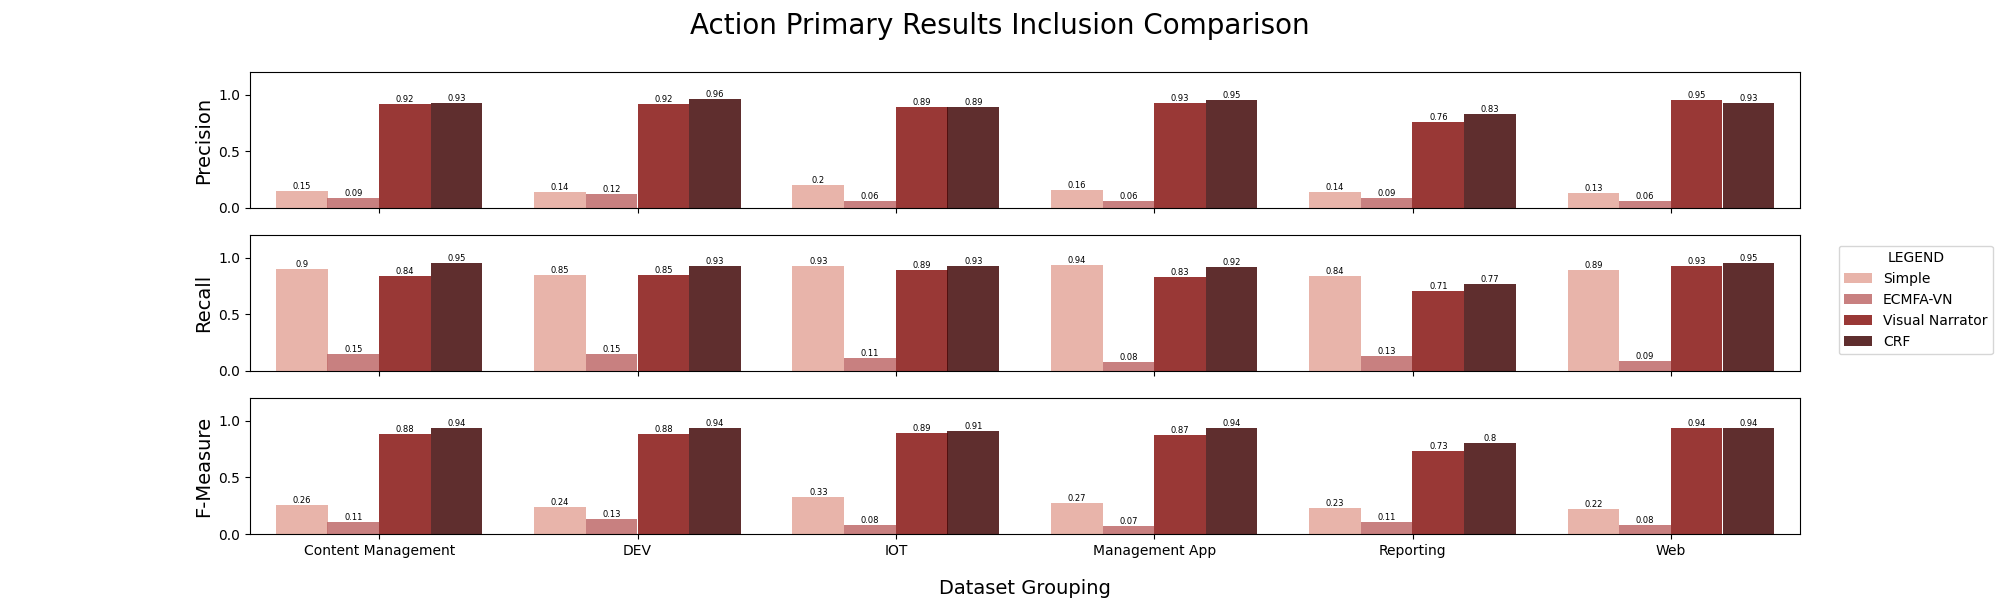 Action Primary Results Inclusion Comparison
Precision
1.0
0.5
0.0
0.15 0.09 0.92 0.93 0.14 0.12 0.92 0.96 0.2 0.06 0.89 0.89 0.16 0.06 0.93 0.95 0.14 0.09 0.76 0.83 0.13 0.06 0.95 0.93
Recall
1.0
0.5
0.0
0.9 0.15 0.84 0.95 0.85 0.15 0.85 0.93 0.93 0.11 0.89 0.93 0.94 0.08 0.83 0.92 0.84 0.13 0.71 0.77 0.89 0.09 0.93 0.95
LEGEND
Simple
ECMFA-VN
Visual Narrator
CRF
F-Measure
1.0
0.5
0.0
0.26 0.11 0.88 0.94 0.24 0.13 0.88 0.94 0.33 0.08 0.89 0.91 0.27 0.07 0.87 0.94 0.23 0.11 0.73 0.8 0.22 0.08 0.94 0.94
Content Management DEV IOT Management App Reporting Web
Dataset Grouping